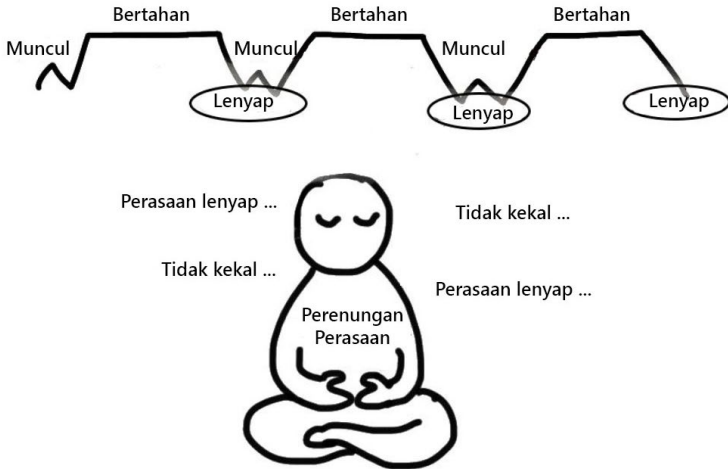 Bertahan
Bertahan
Bertahan
Muncul
Muncul
Muncul
Lenyap
Lenyap
Lenyap
Perasaan lenyap ...
Tidak kekal ...
Tidak kekal ...
Perasaan lenyap ...
Perenungan
Perasaan